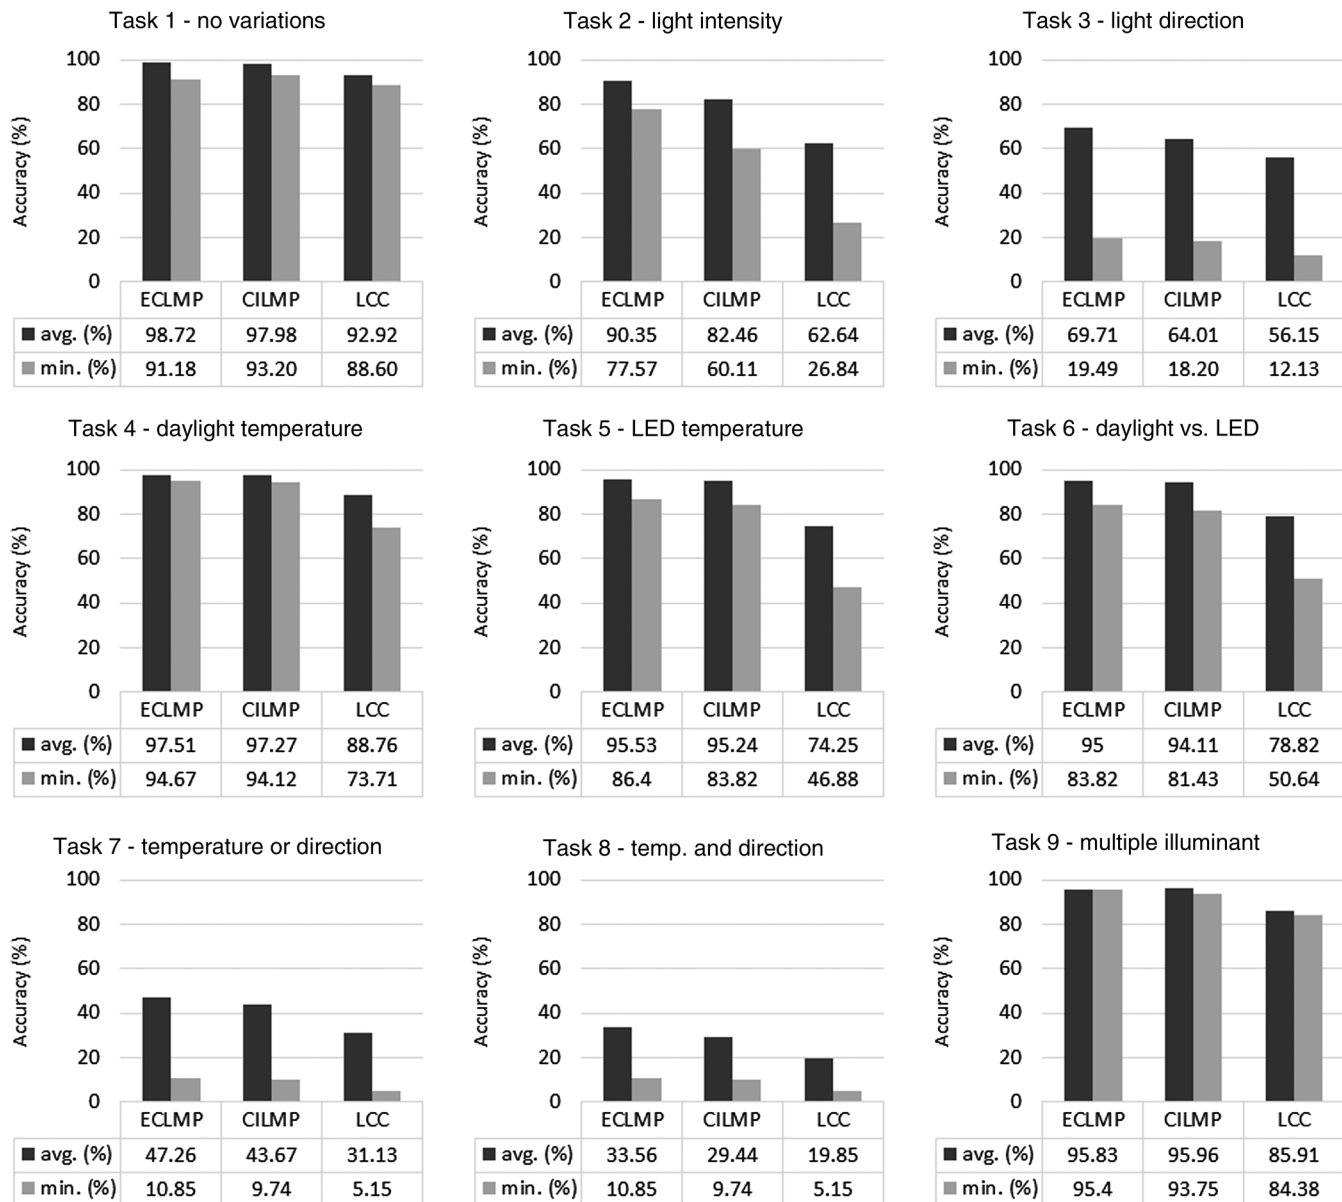 Task 1 - no variations
Accuracy (%)
100
80
60
40
20
0
ECLMP CILMP LCC
avg. (%) 98.72 97.98 92.92
min. (%) 91.18 93.20 88.60
Task 2 - light intensity
Accuracy (%)
100
80
60
40
20
0
ECLMP CILMP LCC
avg. (%) 90.35 82.46 62.64
min. (%) 77.57 60.11 26.84
Task 3 - light direction
Accuracy (%)
100
80
60
40
20
0
ECLMP CILMP LCC
avg. (%) 69.71 64.01 56.15
min. (%) 19.49 18.20 12.13
Task 4 - daylight temperature
Accuracy (%)
100
80
60
40
20
0
ECLMP CILMP LCC
avg. (%) 97.51 97.27 88.76
min. (%) 94.67 94.12 73.71
Task 5 - LED temperature
Accuracy (%)
100
80
60
40
20
0
ECLMP CILMP LCC
avg. (%) 95.53 95.24 74.25
min. (%) 86.4 83.82 46.88
Task 6 - daylight vs. LED
Accuracy (%)
100
80
60
40
20
0
ECLMP CILMP LCC
avg. (%) 95 94.11 78.82
min. (%) 83.82 81.43 50.64
Task 7 - temperature or direction
Accuracy (%)
100
80
60
40
20
0
ECLMP CILMP LCC
avg. (%) 47.26 43.67 31.13
min. (%) 10.85 9.74 5.15
Task 8 - temp. and direction
Accuracy (%)
100
80
60
40
20
0
ECLMP CILMP LCC
avg. (%) 33.56 29.44 19.85
min. (%) 10.85 9.74 5.15
Task 9 - multiple illuminant
Accuracy (%)
100
80
60
40
20
0
ECLMP CILMP LCC
avg. (%) 95.83 95.96 85.91
min. (%) 95.4 93.75 84.38